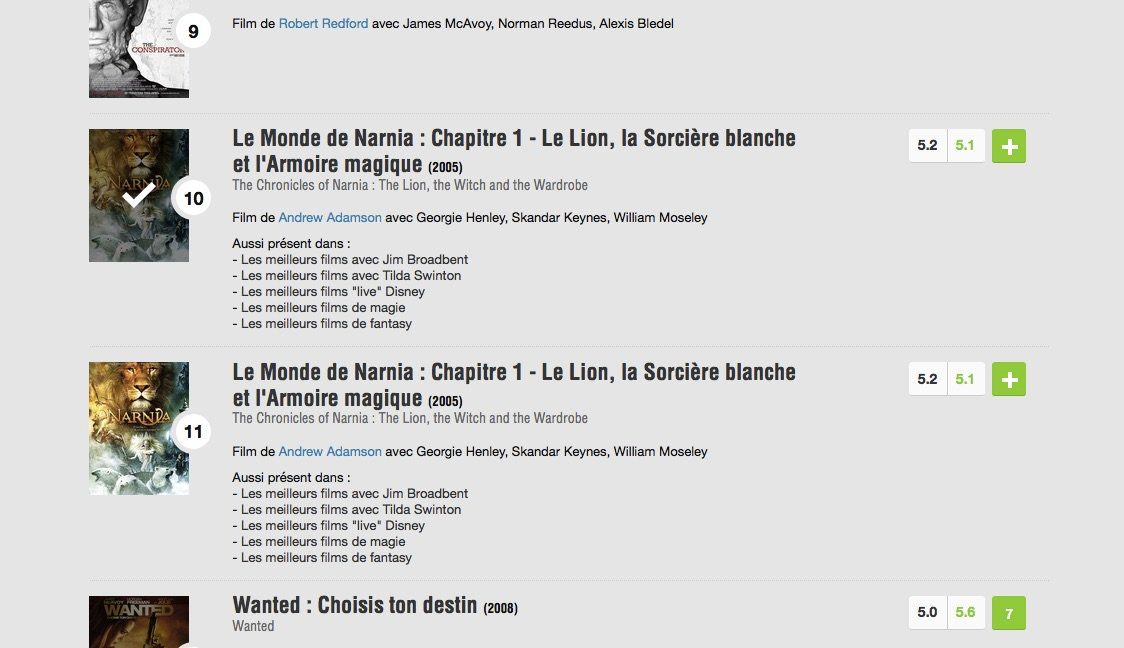 THE
CONSPIRATOR
9
Film de Robert Redford avec James McAvoy, Norman Reedus, Alexis Bledel
NARNIA
10
Le Monde de Narnia : Chapitre 1 - Le Lion, la Sorcière blanche
et l'Armoire magique (2005)
5.2 5.1 +
The Chronicles of Narnia : The Lion, the Witch and the Wardrobe
Film de Andrew Adamson avec Georgie Henley, Skandar Keynes, William Moseley
Aussi présent dans :
- Les meilleurs films avec Jim Broadbent
- Les meilleurs films avec Tilda Swinton
- Les meilleurs films "live" Disney
- Les meilleurs films de magie
- Les meilleurs films de fantasy
NARNIA
11
Le Monde de Narnia : Chapitre 1 - Le Lion, la Sorcière blanche
et l'Armoire magique (2005)
5.2 5.1 +
The Chronicles of Narnia : The Lion, the Witch and the Wardrobe
Film de Andrew Adamson avec Georgie Henley, Skandar Keynes, William Moseley
Aussi présent dans :
- Les meilleurs films avec Jim Broadbent
- Les meilleurs films avec Tilda Swinton
- Les meilleurs films "live" Disney
- Les meilleurs films de magie
- Les meilleurs films de fantasy
WANTED
Wanted : Choisis ton destin (2008)
5.0 5.6 7
Wanted